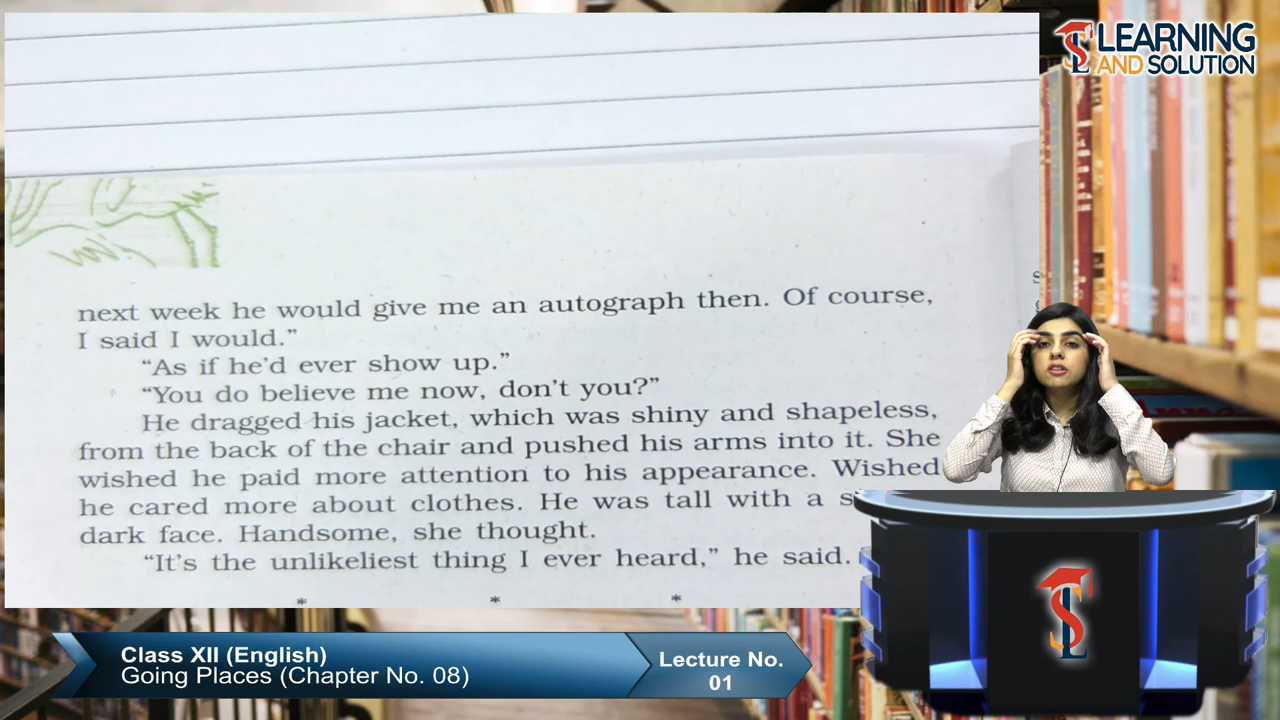 LEARNING
AND SOLUTION
next week he would give me an autograph then. Of course,
I said I would."
"As if he'd ever show up."
"You do believe me now, don't you?"
He dragged his jacket, which was shiny and shapeless,
from the back of the chair and pushed his arms into it. She
wished he paid more attention to his appearance. Wished
he cared more about clothes. He was tall with a
dark face. Handsome, she thought.
"It's the unlikeliest thing I ever heard," he said.
* * *
Class XII (English)
Going Places (Chapter No. 08)
Lecture No.
01